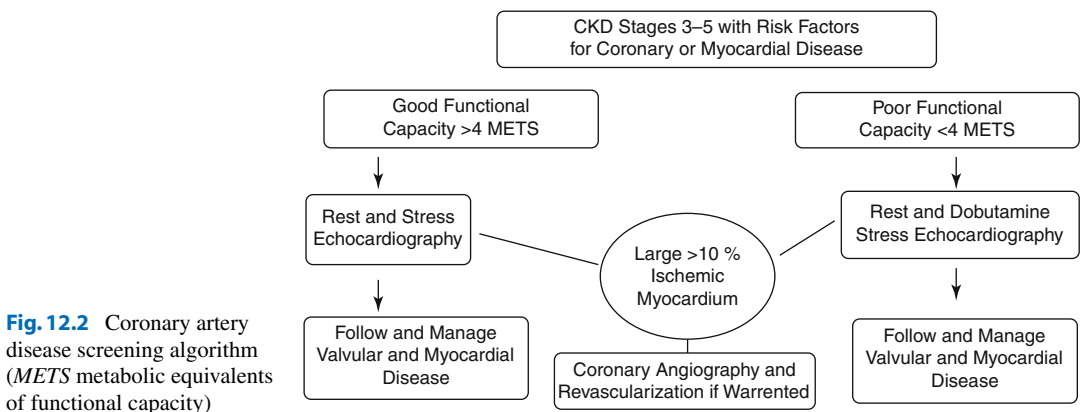 CKD Stages 3–5 with Risk Factors
for Coronary or Myocardial Disease
Good Functional
Capacity >4 METS
Poor Functional
Capacity <4 METS
Rest and Stress
Echocardiography
Rest and Dobutamine
Stress Echocardiography
Large >10 %
Ischemic
Myocardium
Follow and Manage
Valvular and Myocardial
Disease
Coronary Angiography and
Revascularization if Warranted
Follow and Manage
Valvular and Myocardial
Disease
Fig. 12.2 Coronary artery
disease screening algorithm
(METS metabolic equivalents
of functional capacity)